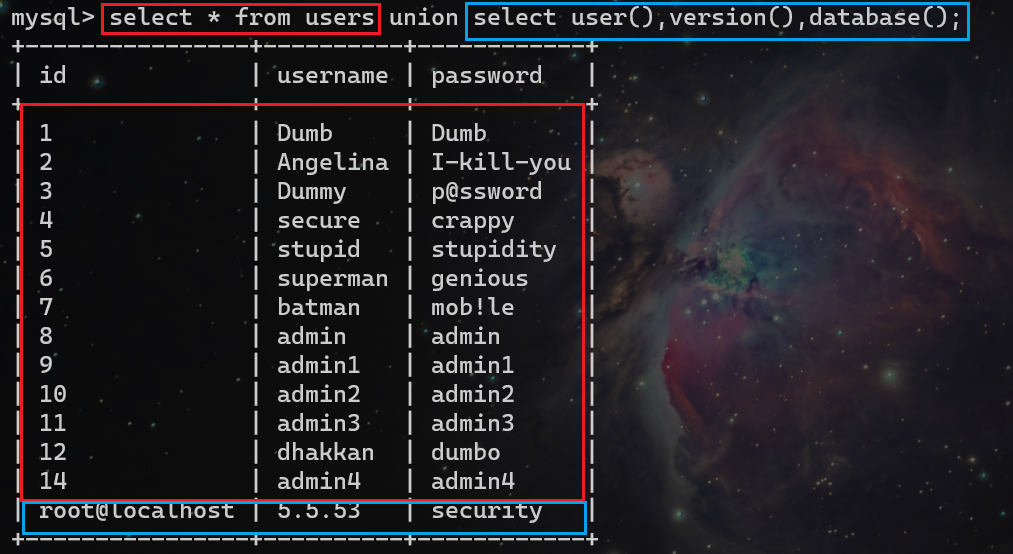 mysql> select * from users union select user(),version(),database();
+----------------+-----------+------------+
| id             | username  | password   |
+----------------+-----------+------------+
| 1              | Dumb      | Dumb       |
| 2              | Angelina  | I-kill-you |
| 3              | Dummy     | p@ssword   |
| 4              | secure    | crappy     |
| 5              | stupid    | stupidity  |
| 6              | superman  | genious    |
| 7              | batman    | mob!le     |
| 8              | admin     | admin      |
| 9              | admin1    | admin1     |
| 10             | admin2    | admin2     |
| 11             | admin3    | admin3     |
| 12             | dhakkan   | dumbo      |
| 14             | admin4    | admin4     |
| root@localhost | 5.5.53    | security   |
+----------------+-----------+------------+